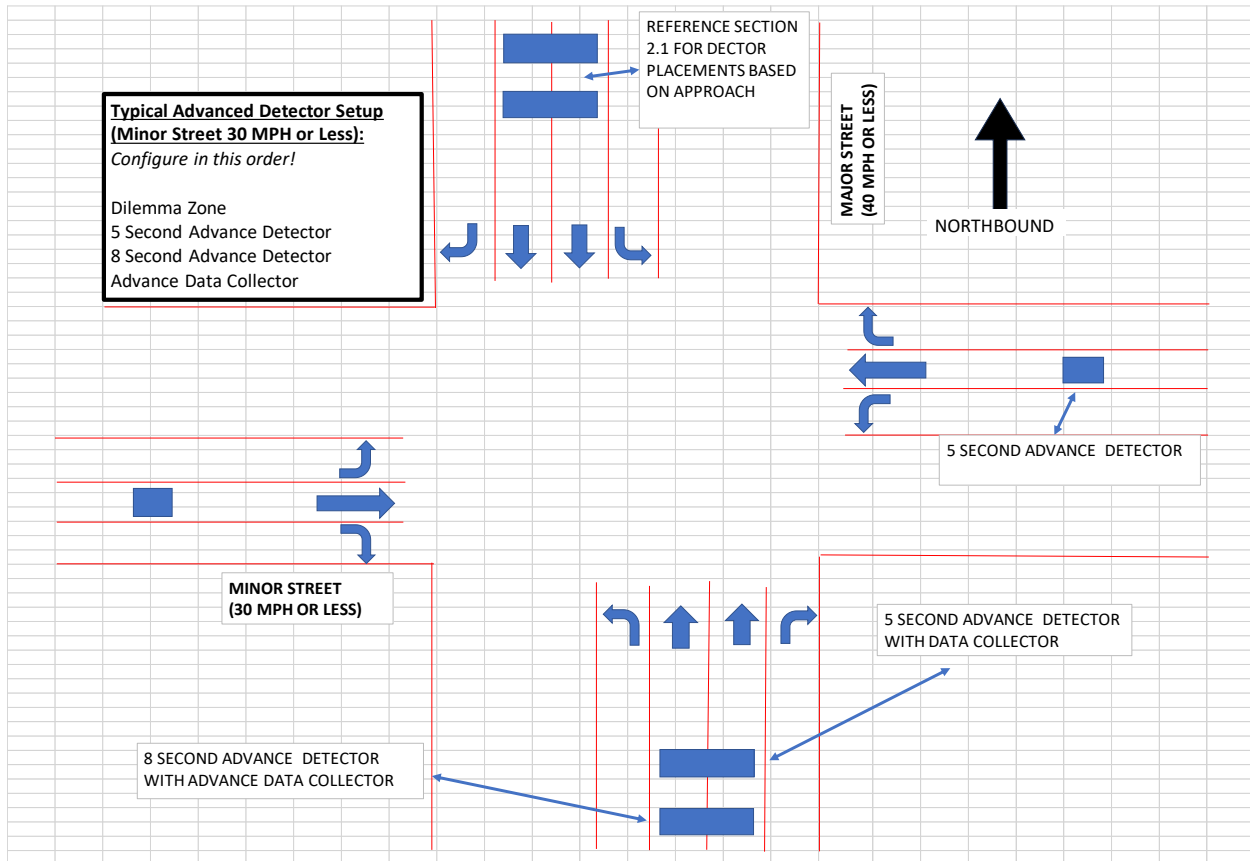 REFERENCE SECTION
2.1 FOR DECTOR
PLACEMENTS BASED
ON APPROACH
Typical Advanced Detector Setup
(Minor Street 30 MPH or Less):
Configure in this order!
Dilemma Zone
5 Second Advance Detector
8 Second Advance Detector
Advance Data Collector
MAJOR STREET
(40 MPH OR LESS)
NORTHBOUND
5 SECOND ADVANCE DETECTOR
MINOR STREET
(30 MPH OR LESS)
5 SECOND ADVANCE DETECTOR
WITH DATA COLLECTOR
8 SECOND ADVANCE DETECTOR
WITH ADVANCE DATA COLLECTOR